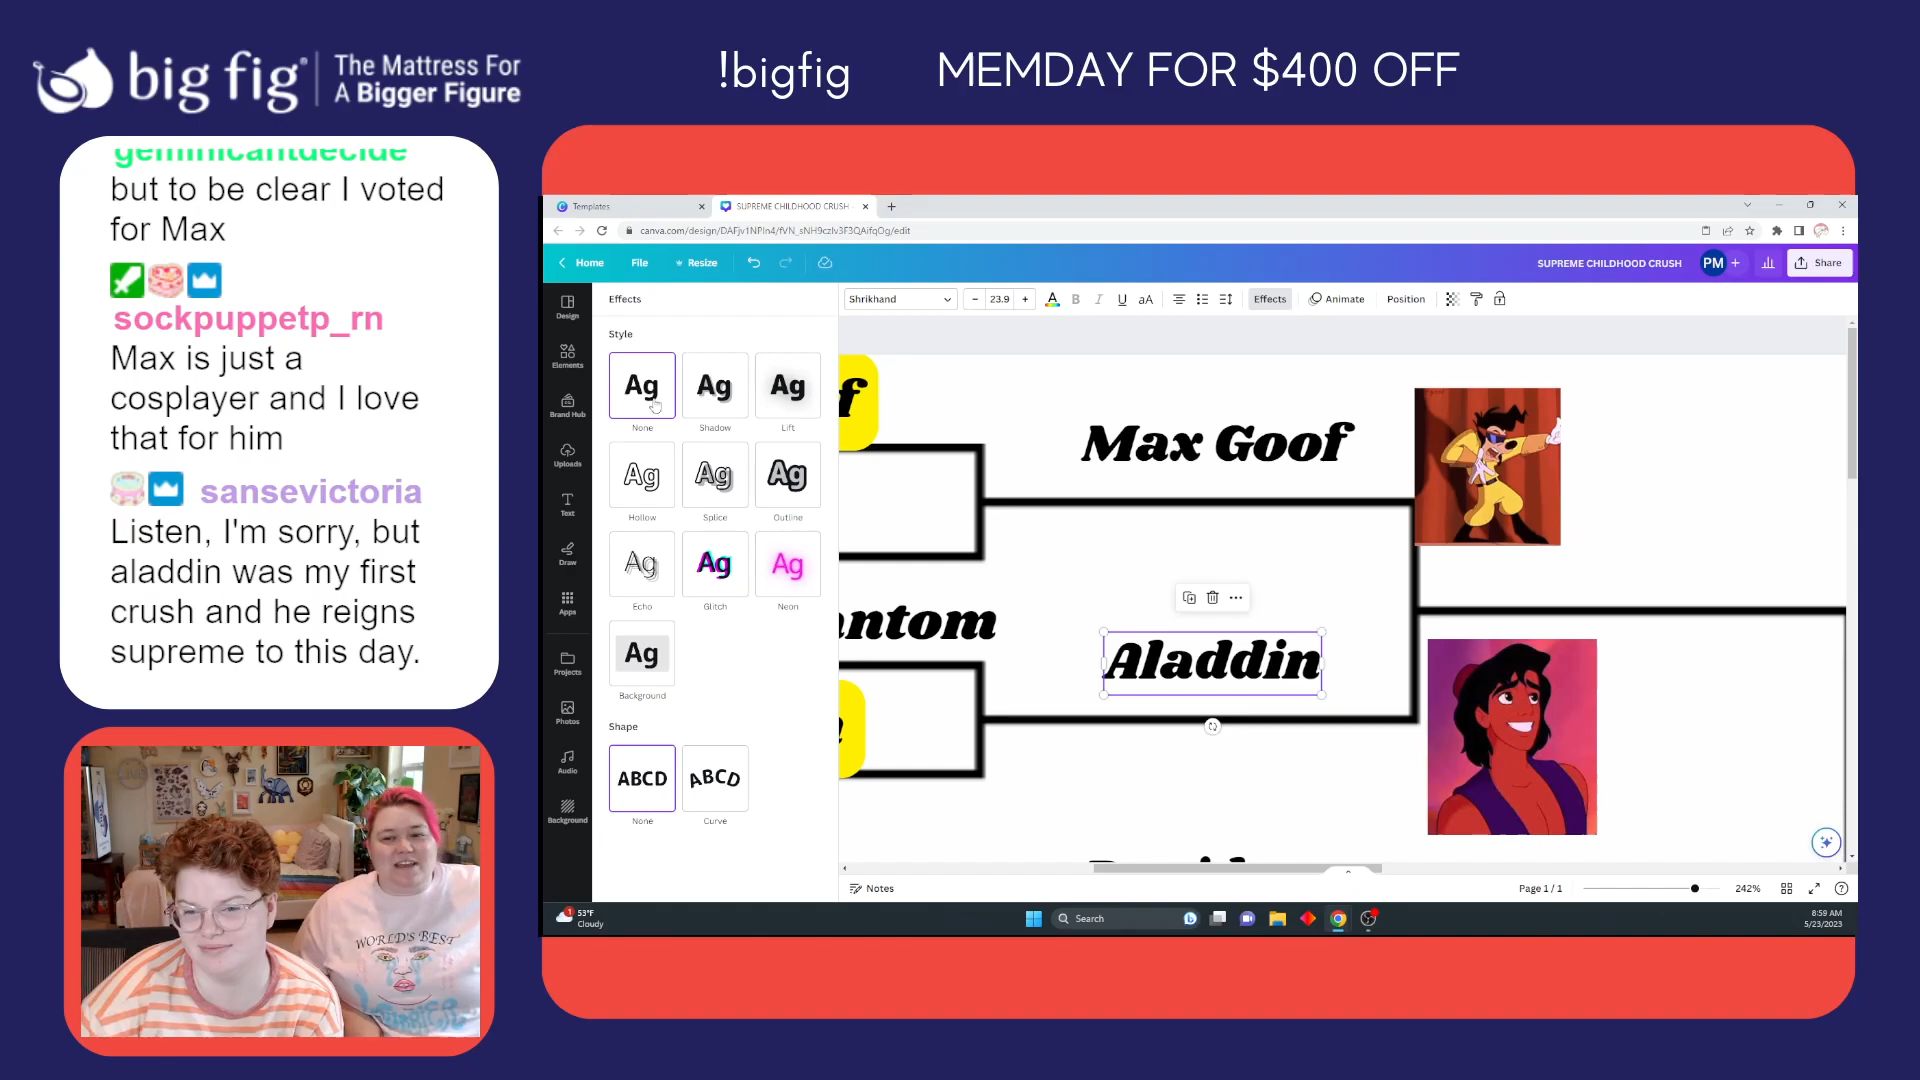 big fig
The Mattress For
A Bigger Figure
!bigfig
MEMDAY FOR $400 OFF
geminicantdecide
but to be clear I voted
for Max
sockpuppetp_rn
Max is just a
cosplayer and I love
that for him
sansevictoria
Listen, I'm sorry, but
aladdin was my first
crush and he reigns
supreme to this day.
WORLD'S BEST
Templates
SUPREME CHILDHOOD CRUSH
Home
File
Resize
SUPREME CHILDHOOD CRUSH
PM
Share
Effects
Shrikhand
23.9
A
B
I
U
aA
Effects
Animate
Position
Design
Elements
Brand Hub
Uploads
Text
Draw
Apps
Projects
Photos
Audio
Background
Style
Ag
Ag
Ag
None
Shadow
Lift
Ag
Ag
Ag
Hollow
Splice
Outline
Ag
Ag
Ag
Echo
Glitch
Neon
Ag
Background
Shape
ABCD
ABCD
None
Curve
f
Max Goof
antom
Aladdin
Notes
Page 1 / 1
242%
53°F
Cloudy
Search
8:59 AM
5/23/2023